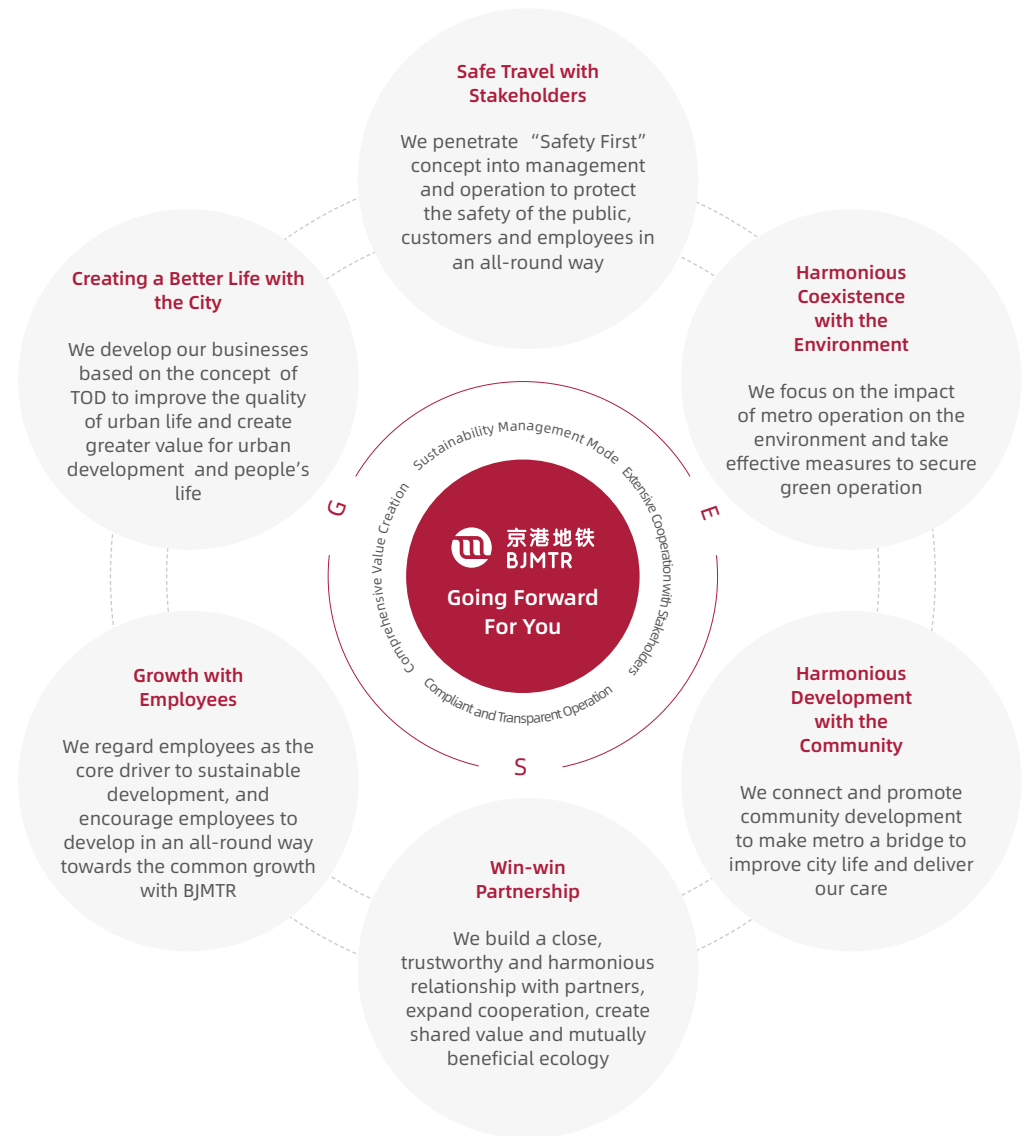 Safe Travel with
Stakeholders
We penetrate “Safety First”
concept into management
and operation to protect
the safety of the public,
customers and employees in
an all-round way
Creating a Better Life with
the City
We develop our businesses
based on the concept of
TOD to improve the quality
of urban life and create
greater value for urban
development and people’s
life
Harmonious
Coexistence
with the
Environment
We focus on the impact
of metro operation on the
environment and take
effective measures to secure
green operation
G
E
S
Sustainability Management Mode
Extensive Cooperation with Stakeholders
Compliant and Transparent Operation
Comprehensive Value Creation
京港地铁
BJMTR
Going Forward
For You
Growth with
Employees
We regard employees as the
core driver to sustainable
development, and
encourage employees to
develop in an all-round way
towards the common growth
with BJMTR
Harmonious
Development
with the
Community
We connect and promote
community development
to make metro a bridge to
improve city life and deliver
our care
Win-win
Partnership
We build a close,
trustworthy and harmonious
relationship with partners,
expand cooperation, create
shared value and mutually
beneficial ecology